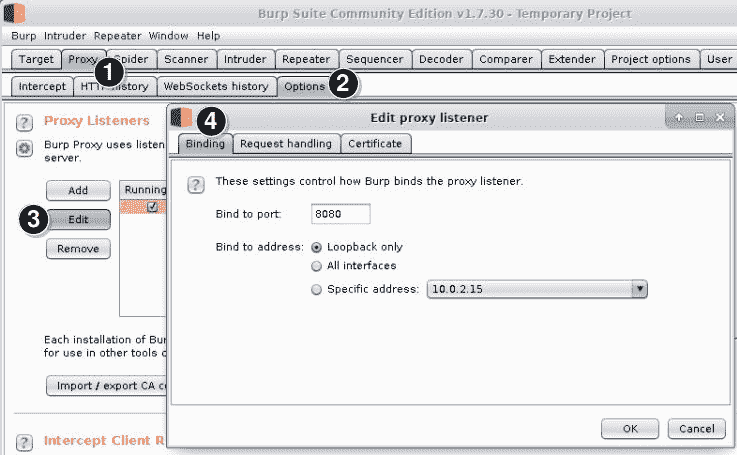 Burp Suite Community Edition v1.7.30 - Temporary Project
Burp Intruder Repeater Window Help
Target Proxy Spider Scanner Intruder Repeater Sequencer Decoder Comparer Extender Project options User
1
Intercept HTTP history WebSockets history Options
2
Proxy Listeners
Burp Proxy uses listen
server.
Add
Running
3
Edit
Remove
Each installation of Bur
for use in other tools o
Import / export CA c
Intercept Client R
4
Edit proxy listener
Binding Request handling Certificate
These settings control how Burp binds the proxy listener.
Bind to port: 8080
Bind to address: Loopback only
All interfaces
Specific address: 10.0.2.15
OK Cancel